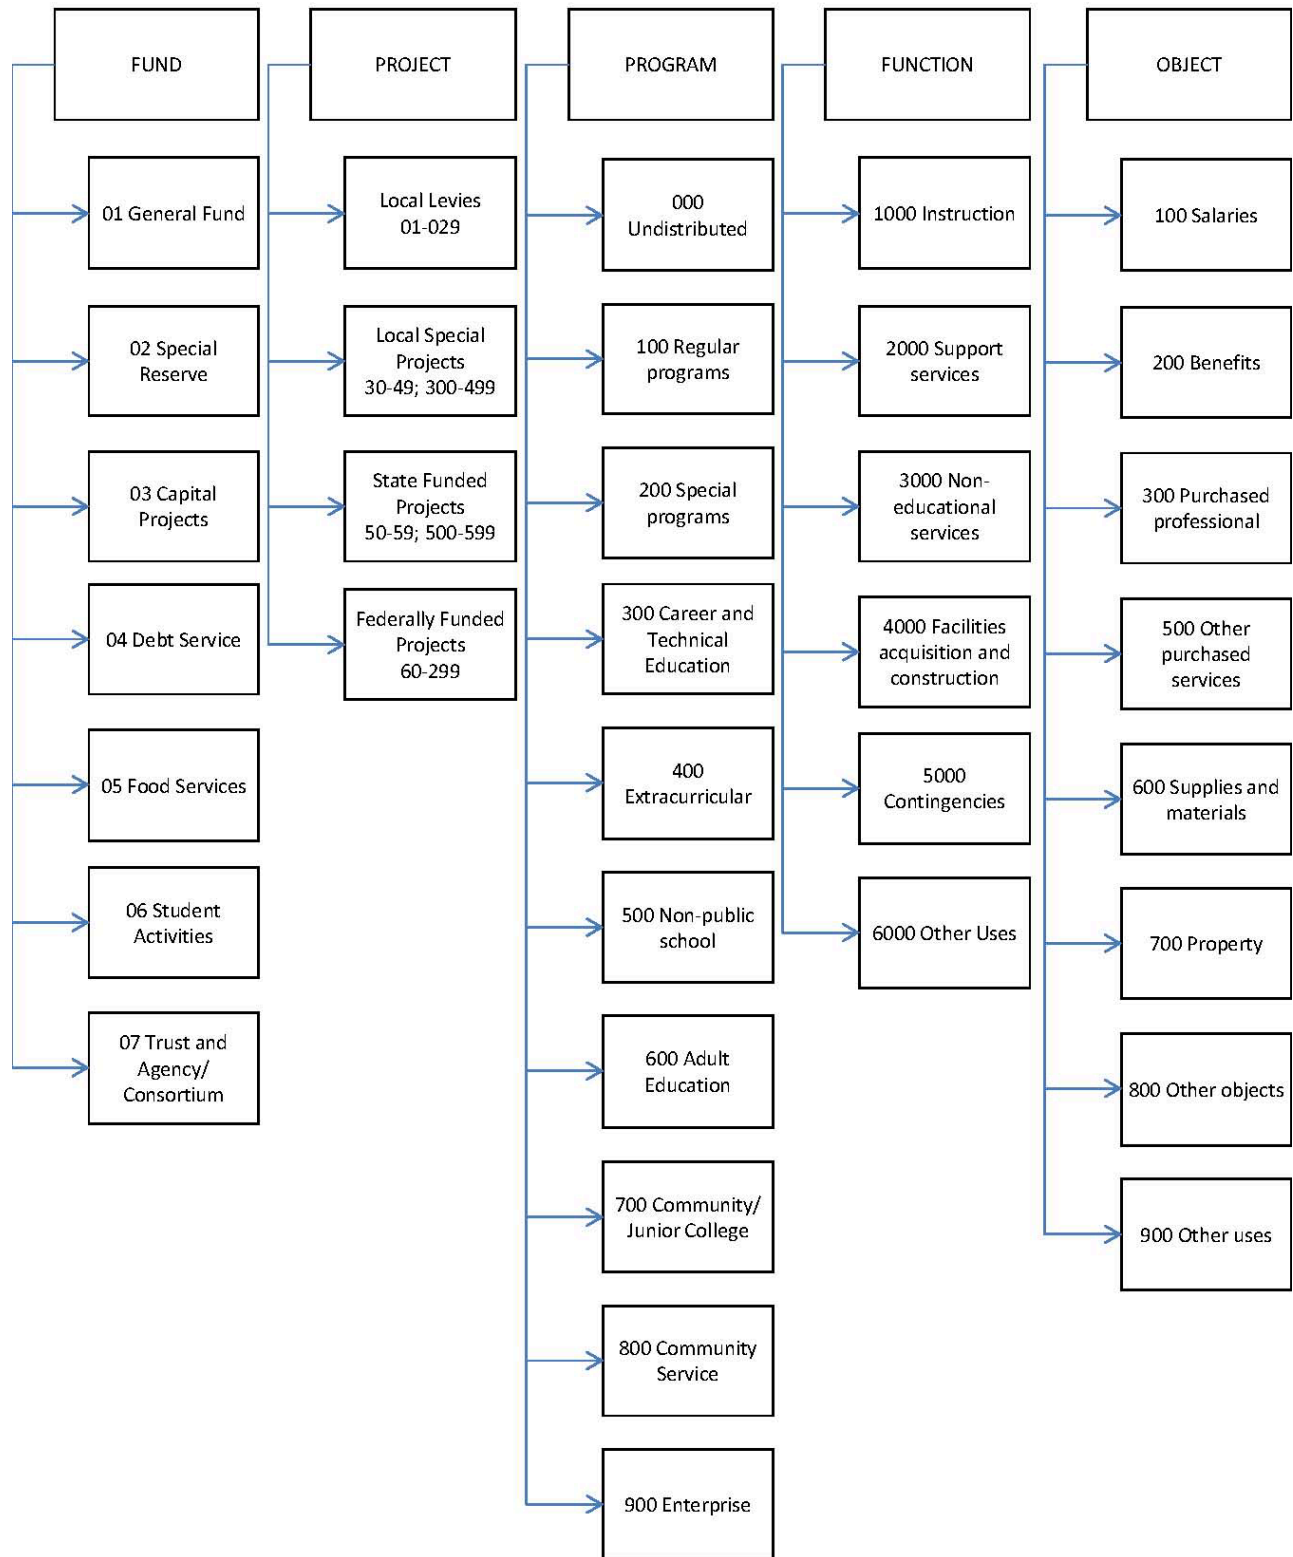 FUND
01 General Fund
02 Special
Reserve
03 Capital
Projects
04 Debt Service
05 Food Services
06 Student
Activities
07 Trust and
Agency/
Consortium
PROJECT
Local Levies
01-029
Local Special
Projects
30-49; 300-499
State Funded
Projects
50-59; 500-599
Federally Funded
Projects
60-299
PROGRAM
000
Undistributed
100 Regular
programs
200 Special
programs
300 Career and
Technical
Education
400
Extracurricular
500 Non-public
school
600 Adult
Education
700 Community/
Junior College
800 Community
Service
900 Enterprise
FUNCTION
1000 Instruction
2000 Support
services
3000 Non-
educational
services
4000 Facilities
acquisition and
construction
5000
Contingencies
6000 Other Uses
OBJECT
100 Salaries
200 Benefits
300 Purchased
professional
500 Other
purchased
services
600 Supplies and
materials
700 Property
800 Other objects
900 Other uses